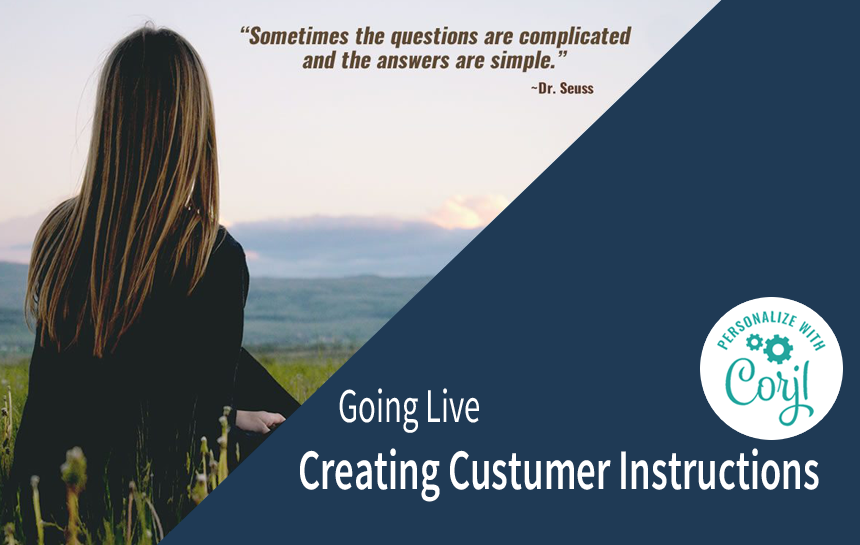 “Sometimes the questions are complicated
and the answers are simple.”
~Dr. Seuss
PERSONALIZE WITH
Corjl
Going Live
Creating Custumer Instructions